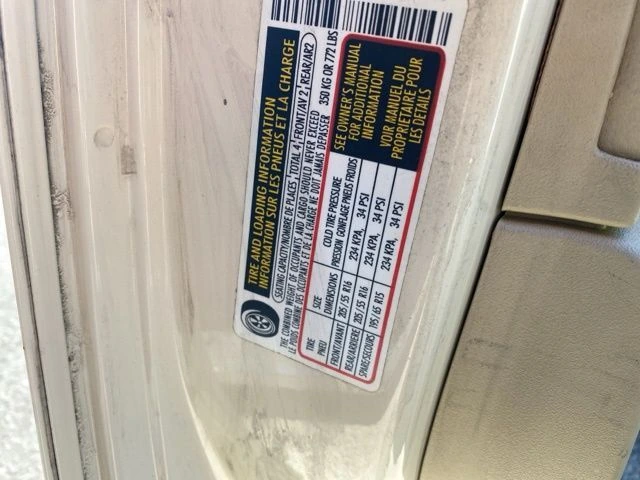 TIRE AND LOADING INFORMATION
INFORMATION SUR LES PNEUS ET LA CHARGE
SEATING CAPACITY/NOMBRE DE PLACES TOTAL 4 FRONT/AV 2 REAR/AR 2
THE COMBINED WEIGHT OF OCCUPANTS AND CARGO SHOULD NEVER EXCEED 350 KG OR 772 LBS
LE POIDS COMBINE DES OCCUPANTS ET DE LA CHARGE NE DOIT JAMAIS DEPASSER
TIRE SIZE COLD TIRE PRESSURE
PNEU DIMENSIONS PRESSION GONFLAGE PNEUS FROIDS
FRONT/AVANT 205/55 R16 234 KPA, 34 PSI
REAR/ARRIERE 205/55 R16 234 KPA, 34 PSI
SPARE/SECOURS 195/65 R15 234 KPA, 34 PSI
SEE OWNER'S MANUAL
FOR ADDITIONAL
INFORMATION
VOIR MANUEL DU
PROPRIETAIRE POUR
LES DETAILS